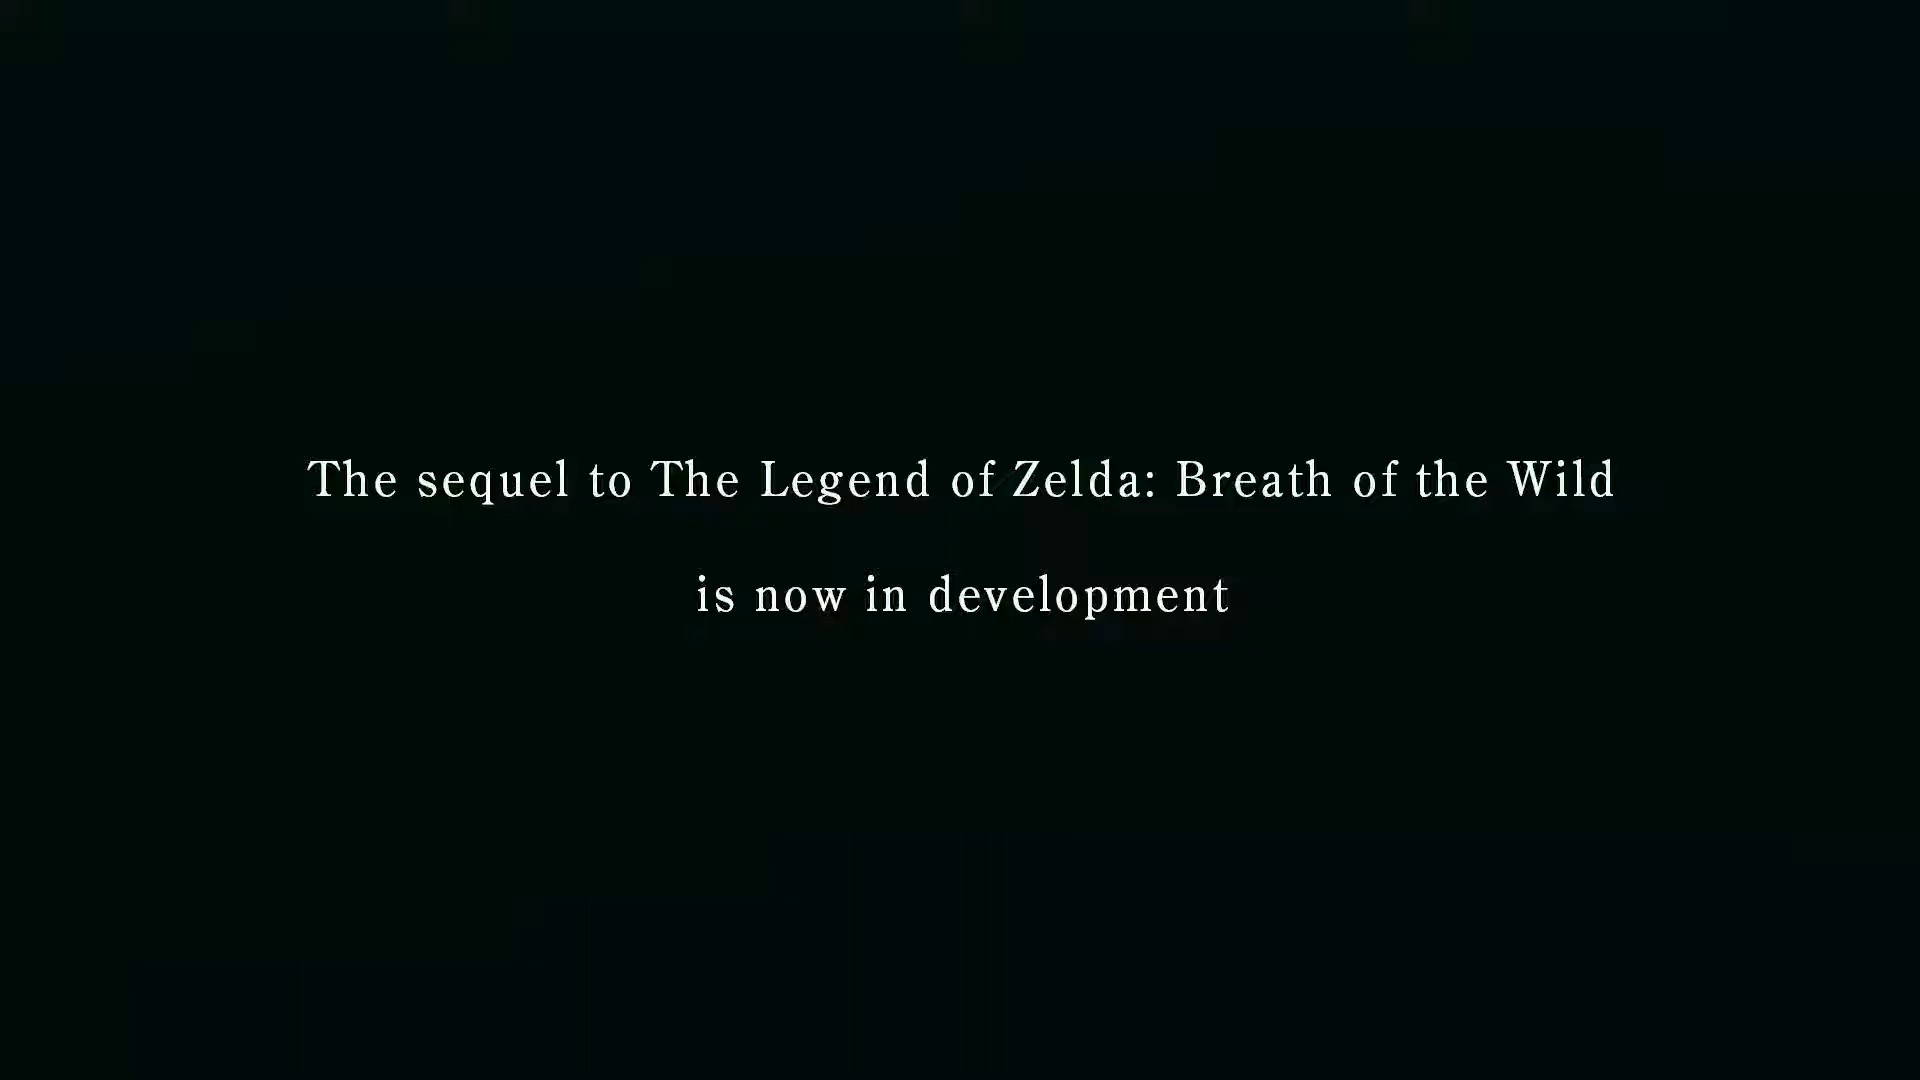 The sequel to The Legend of Zelda: Breath of the Wild
is now in development